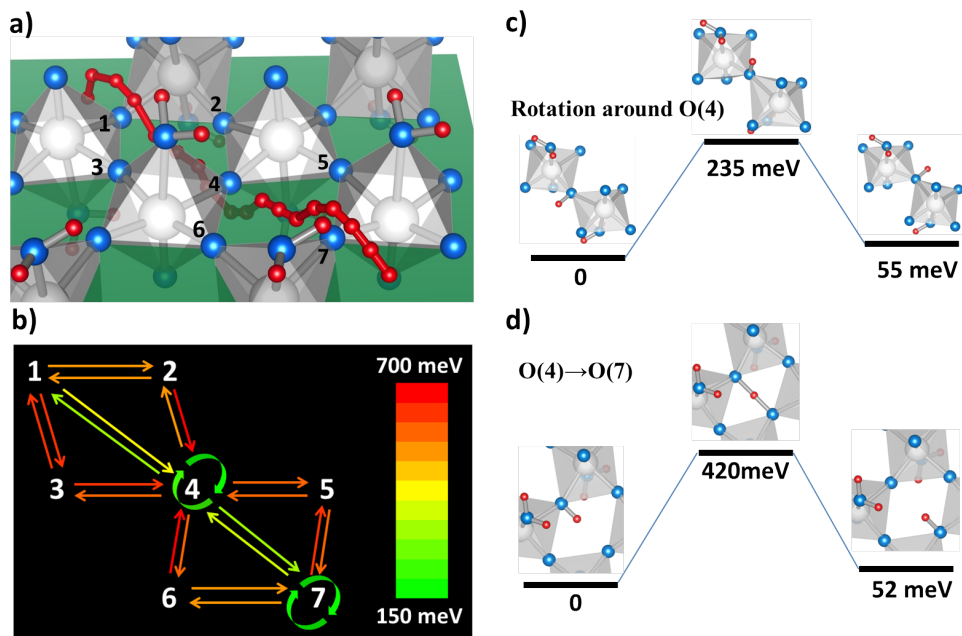 a)
1
2
3
4
5
6
7
b)
1
2
3
4
5
6
7
700 meV
150 meV
c)
Rotation around O(4)
235 meV
0
55 meV
d)
O(4)→O(7)
420meV
0
52 meV